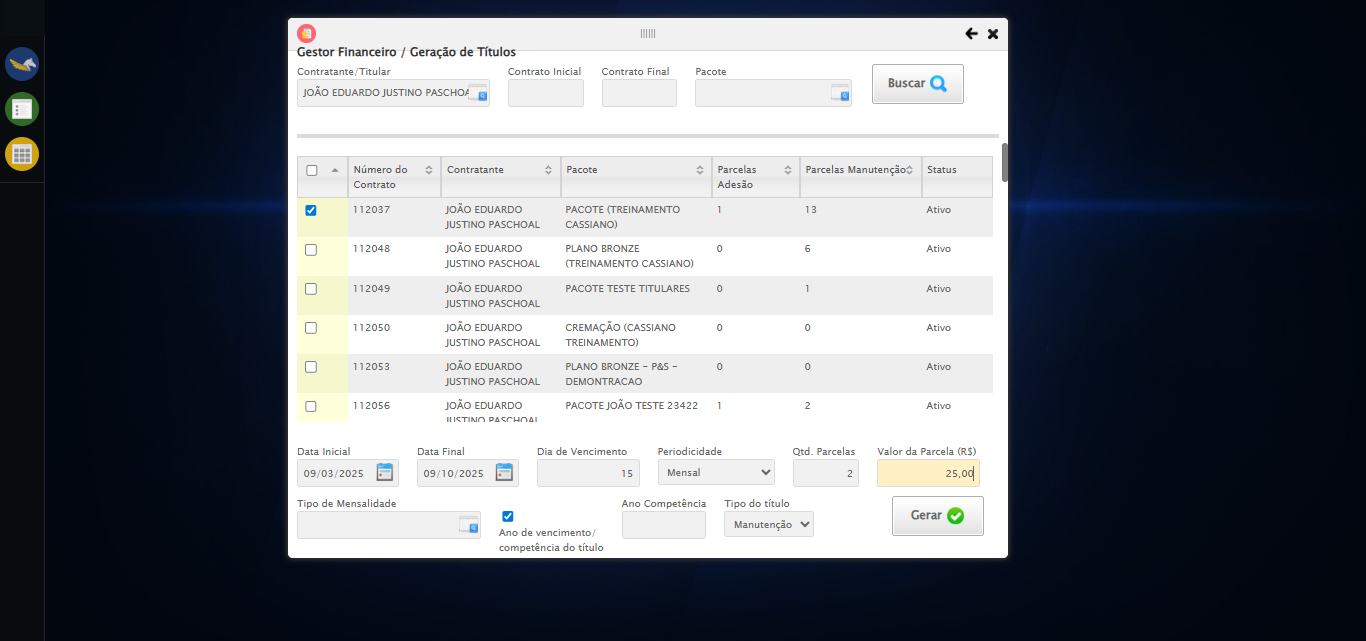 Gestor Financeiro / Geração de Títulos
Contratante/Titular Contrato Inicial Contrato Final Pacote
JOÃO EDUARDO JUSTINO PASCHOA
Buscar
Número do Contrato Contratante Pacote Parcelas Adesão Parcelas Manutenção Status
112037 JOÃO EDUARDO JUSTINO PASCHOAL PACOTE (TREINAMENTO CASSIANO) 1 13 Ativo
112048 JOÃO EDUARDO JUSTINO PASCHOAL PLANO BRONZE (TREINAMENTO CASSIANO) 0 6 Ativo
112049 JOÃO EDUARDO JUSTINO PASCHOAL PACOTE TESTE TITULARES 0 1 Ativo
112050 JOÃO EDUARDO JUSTINO PASCHOAL CREMAÇÃO (CASSIANO TREINAMENTO) 0 0 Ativo
112053 JOÃO EDUARDO JUSTINO PASCHOAL PLANO BRONZE - P&S - DEMONTRACAO 0 0 Ativo
112056 JOÃO EDUARDO JUSTINO PASCHOAL PACOTE JOÃO TESTE 23422 1 2 Ativo
Data Inicial Data Final Dia de Vencimento Periodicidade Qtd. Parcelas Valor da Parcela (R$)
09/03/2025 09/10/2025 15 Mensal 2 25,00
Tipo de Mensalidade Ano Competência Tipo do título
Manutenção
Gerar
Ano de vencimento/
competência do título